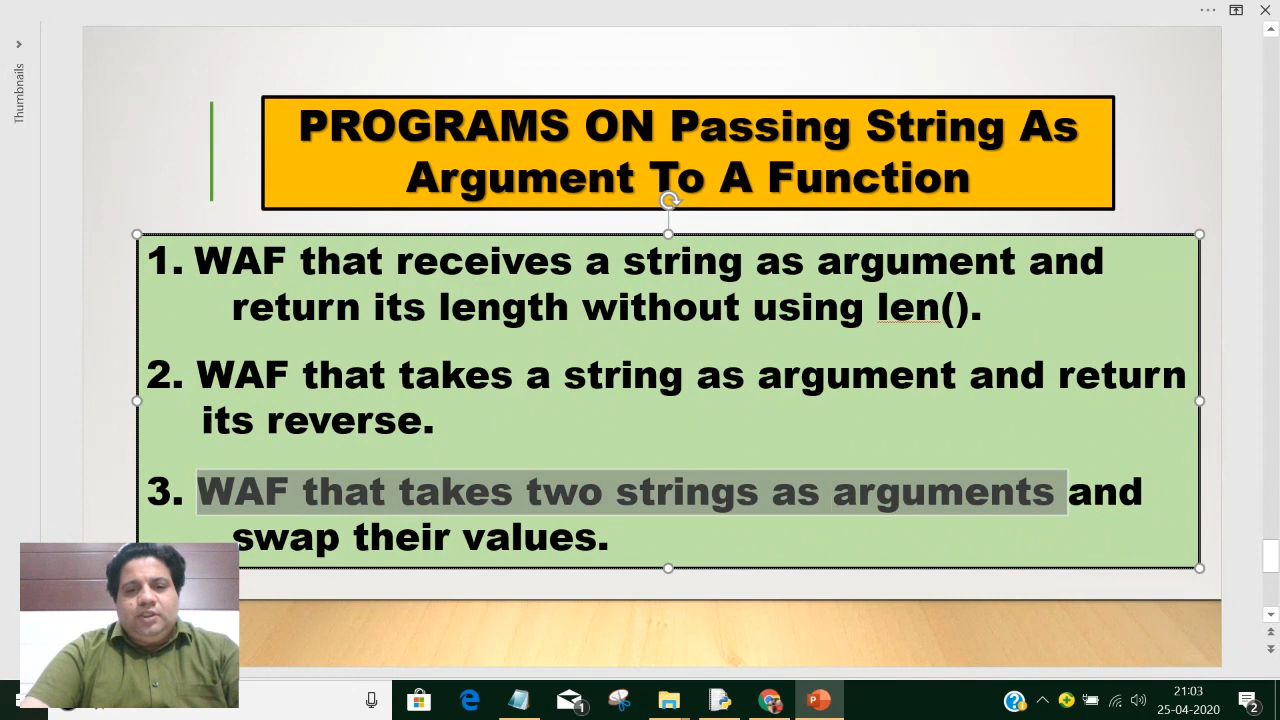 Thumbnails
PROGRAMS ON Passing String As
Argument To A Function
1. WAF that receives a string as argument and
return its length without using len().
2. WAF that takes a string as argument and return
its reverse.
3. WAF that takes two strings as arguments and
swap their values.
1
21:03
25-04-2020
2